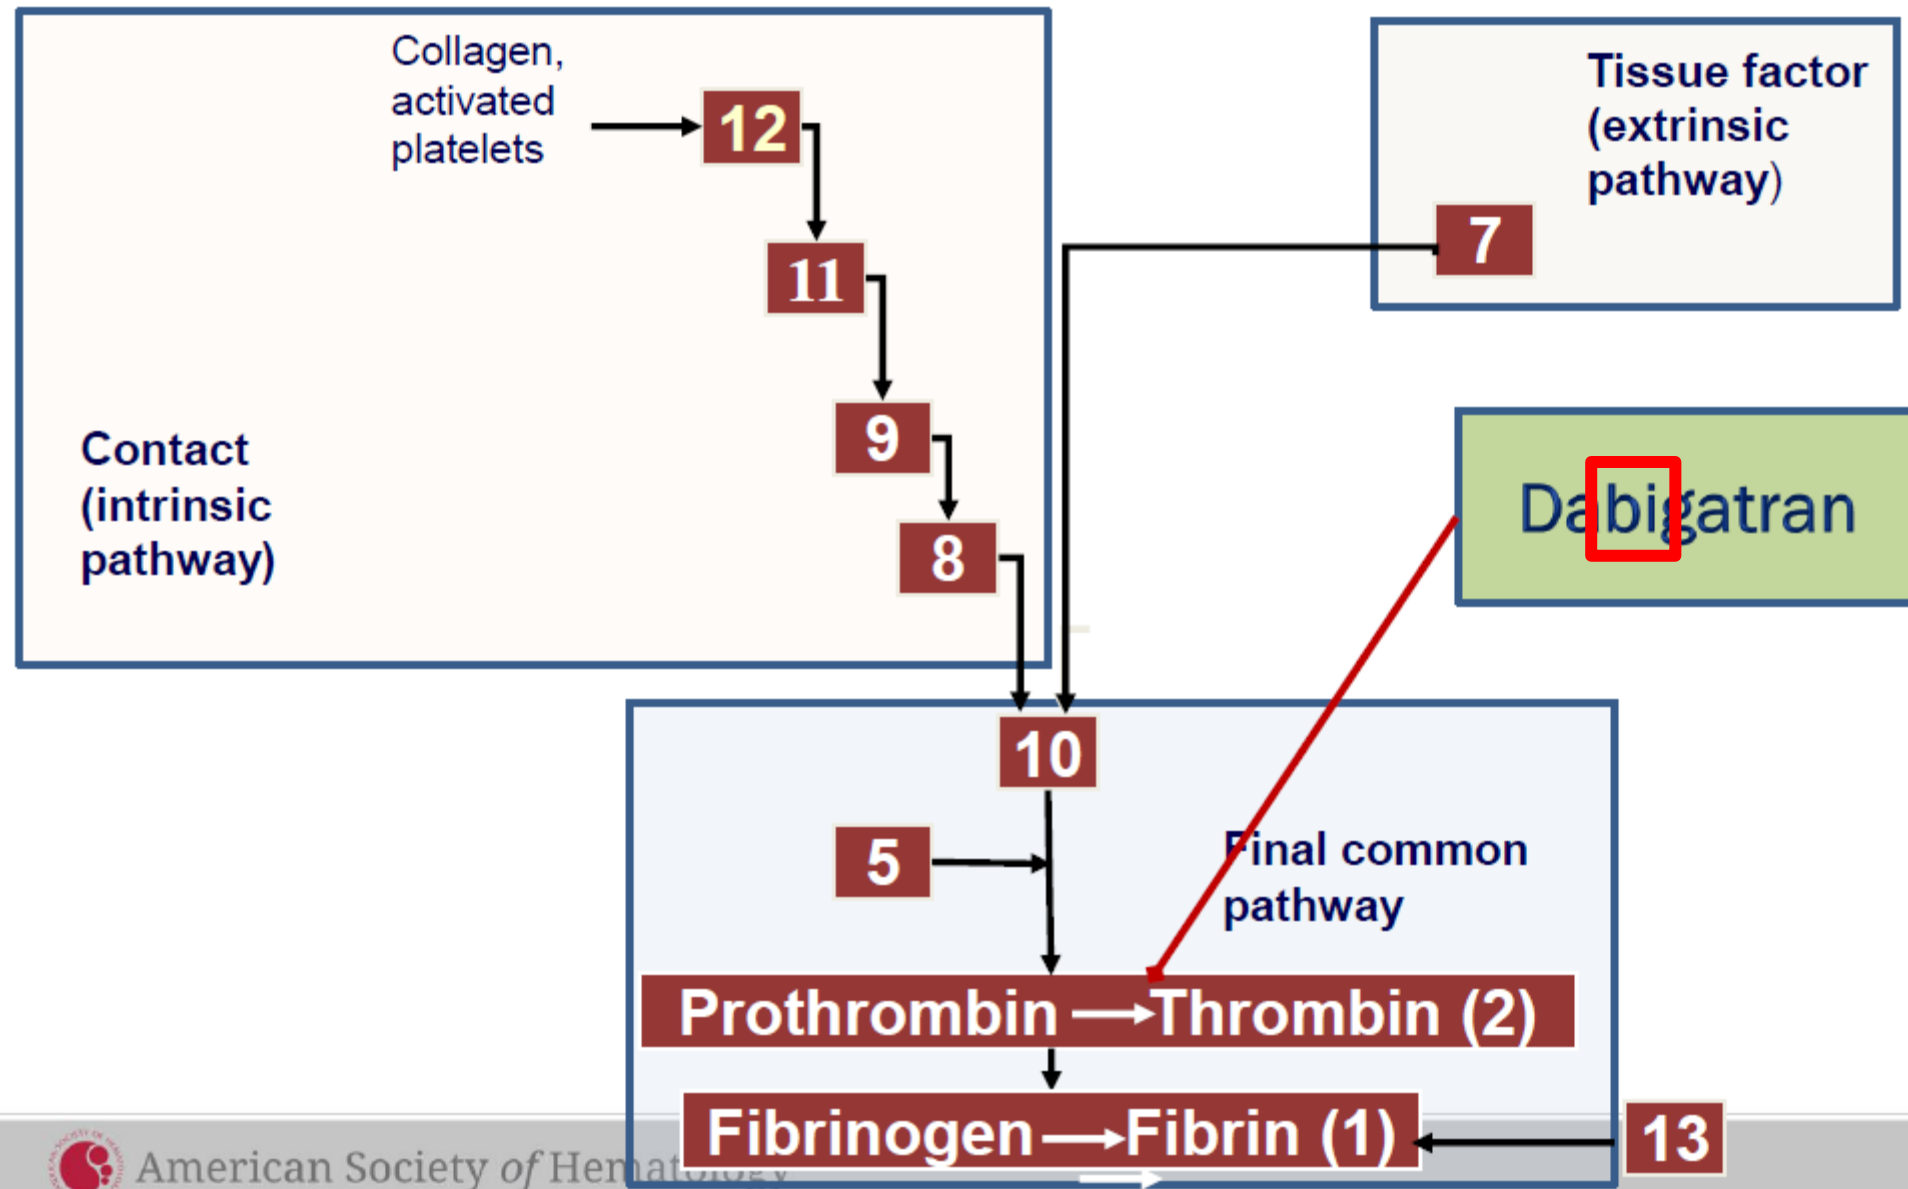 Collagen,
activated
platelets
12
11
9
8
Contact
(intrinsic
pathway)
Tissue factor
(extrinsic
pathway)
7
Dabigatran
10
5
Final common
pathway
Prothrombin → Thrombin (2)
Fibrinogen → Fibrin (1)
13
American Society of Hematology